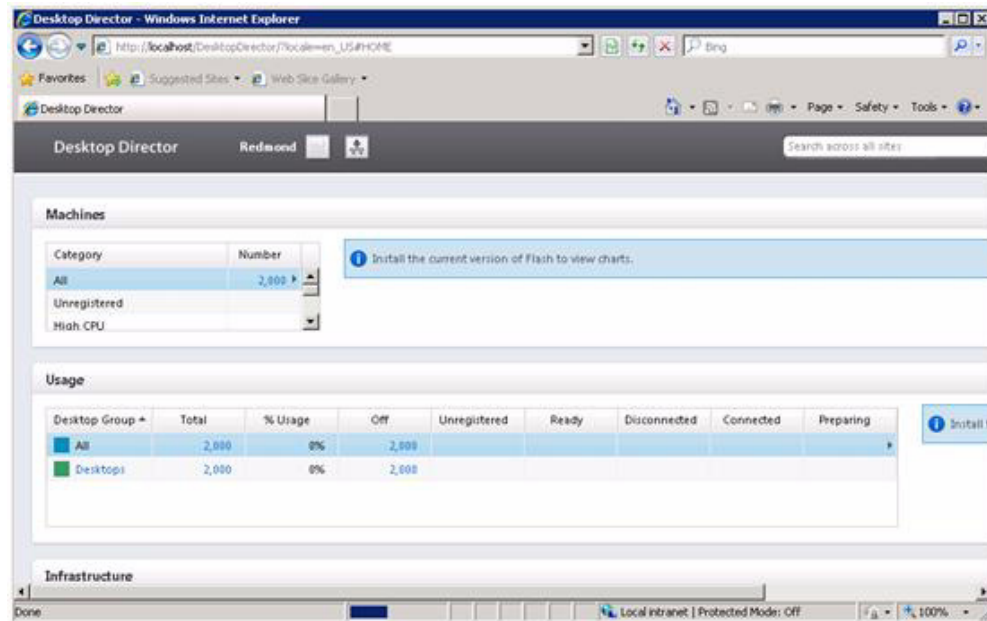 Desktop Director - Windows Internet Explorer
http://localhost/DesktopDirector/?locale=en_US#HOME
Bing
Favorites Suggested Sites Web Slice Gallery
Desktop Director
Page Safety Tools
Desktop Director Redmond Search across all sites
Machines
Category Number
All 2,000
Unregistered
High CPU
Install the current version of Flash to view charts.
Usage
Desktop Group Total % Usage Off Unregistered Ready Disconnected Connected Preparing
All 2,000 0% 2,000
Desktops 2,000 0% 2,000
Install
Infrastructure
Done Local intranet | Protected Mode: Off 100%